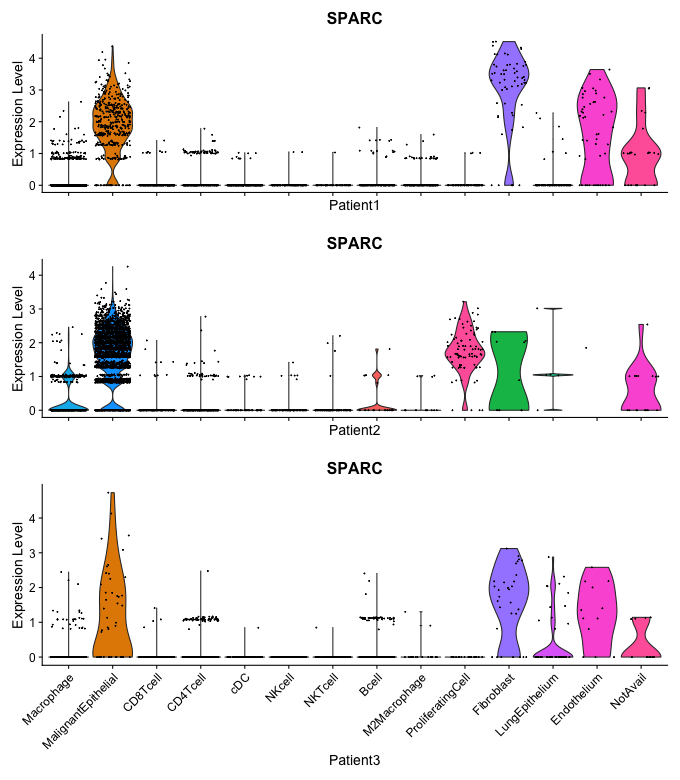 SPARC
Expression Level
4
3
2
1
0
Patient1
SPARC
Expression Level
4
3
2
1
0
Patient2
SPARC
Expression Level
4
3
2
1
0
Macrophage
MalignantEpithelial
CD8Tcell
CD4Tcell
cDC
NKcell
NKTcell
Bcell
M2Macrophage
ProliferatingCell
Fibroblast
LungEpithelium
Endothelium
NotAvail
Patient3